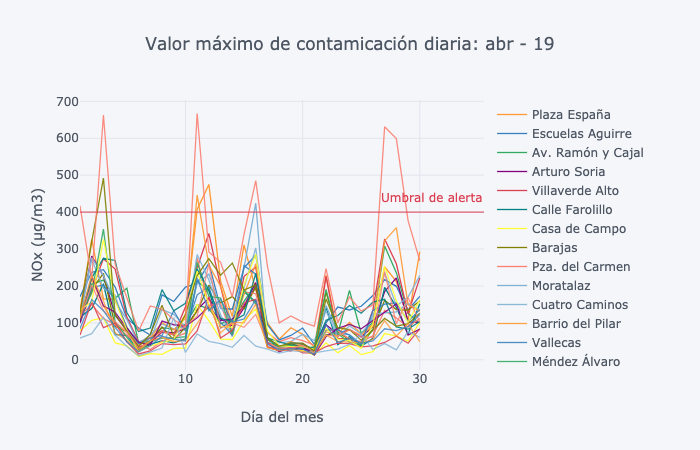 Valor máximo de contamicación diaria: abr - 19
700
600
500
400
300
200
100
0
NOx (µg/m3)
10
20
30
Día del mes
Umbral de alerta
Plaza España
Escuelas Aguirre
Av. Ramón y Cajal
Arturo Soria
Villaverde Alto
Calle Farolillo
Casa de Campo
Barajas
Pza. del Carmen
Moratalaz
Cuatro Caminos
Barrio del Pilar
Vallecas
Méndez Álvaro